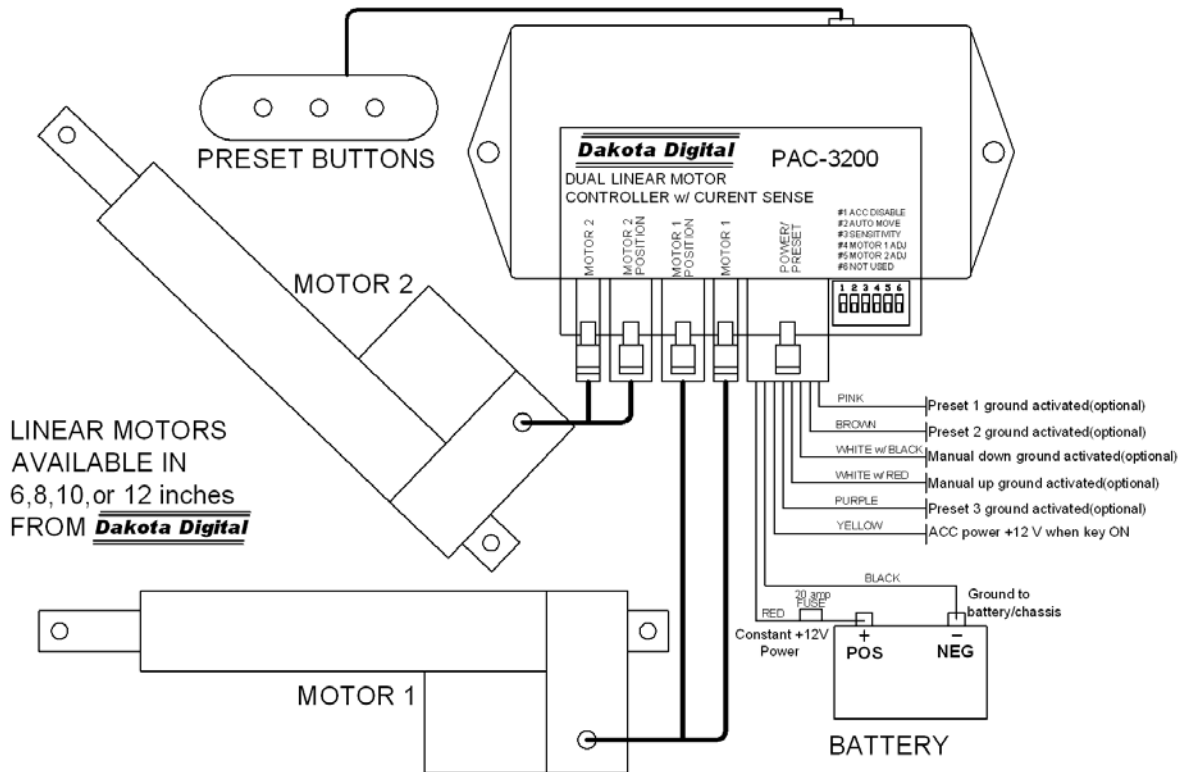 PRESET BUTTONS
Dakota Digital
PAC-3200
DUAL LINEAR MOTOR
CONTROLLER w/ CURENT SENSE
MOTOR 2
MOTOR 2
POSITION
MOTOR 1
POSITION
MOTOR 1
POWER/
PRESET
#1 ACC DISABLE
#2 AUTO MOVE
#3 SENSITIVITY
#4 MOTOR 1 ADJ
#5 MOTOR 2 ADJ
#6 NOT USED
1 2 3 4 5 6
MOTOR 2
LINEAR MOTORS
AVAILABLE IN
6,8,10,or 12 inches
FROM Dakota Digital
PINK
Preset 1 ground activated(optional)
BROWN
Preset 2 ground activated(optional)
WHITE w/ BLACK
Manual down ground activated(optional)
WHITE w/ RED
Manual up ground activated(optional)
PURPLE
Preset 3 ground activated(optional)
YELLOW
ACC power +12 V when key ON
BLACK
Ground to
battery/chassis
20 amp
FUSE
RED
Constant +12V
Power
+
POS
−
NEG
BATTERY
MOTOR 1